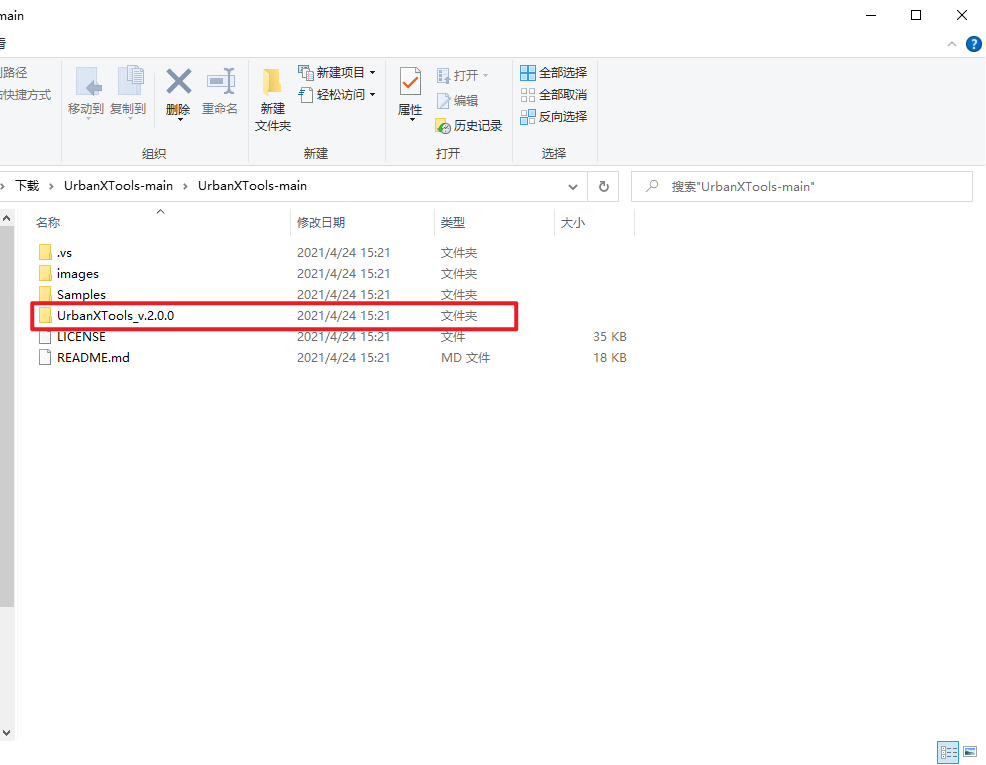 main
看
路径
快捷方式
移动到 复制到 删除 重命名
组织
新建
文件夹
新建项目
轻松访问
新建
属性
打开
编辑
历史记录
打开
全部选择
全部取消
反向选择
选择
下载 › UrbanXTools-main › UrbanXTools-main
搜索"UrbanXTools-main"
名称 修改日期 类型 大小
.vs 2021/4/24 15:21 文件夹
images 2021/4/24 15:21 文件夹
Samples 2021/4/24 15:21 文件夹
UrbanXTools_v.2.0.0 2021/4/24 15:21 文件夹
LICENSE 2021/4/24 15:21 文件 35 KB
README.md 2021/4/24 15:21 MD 文件 18 KB